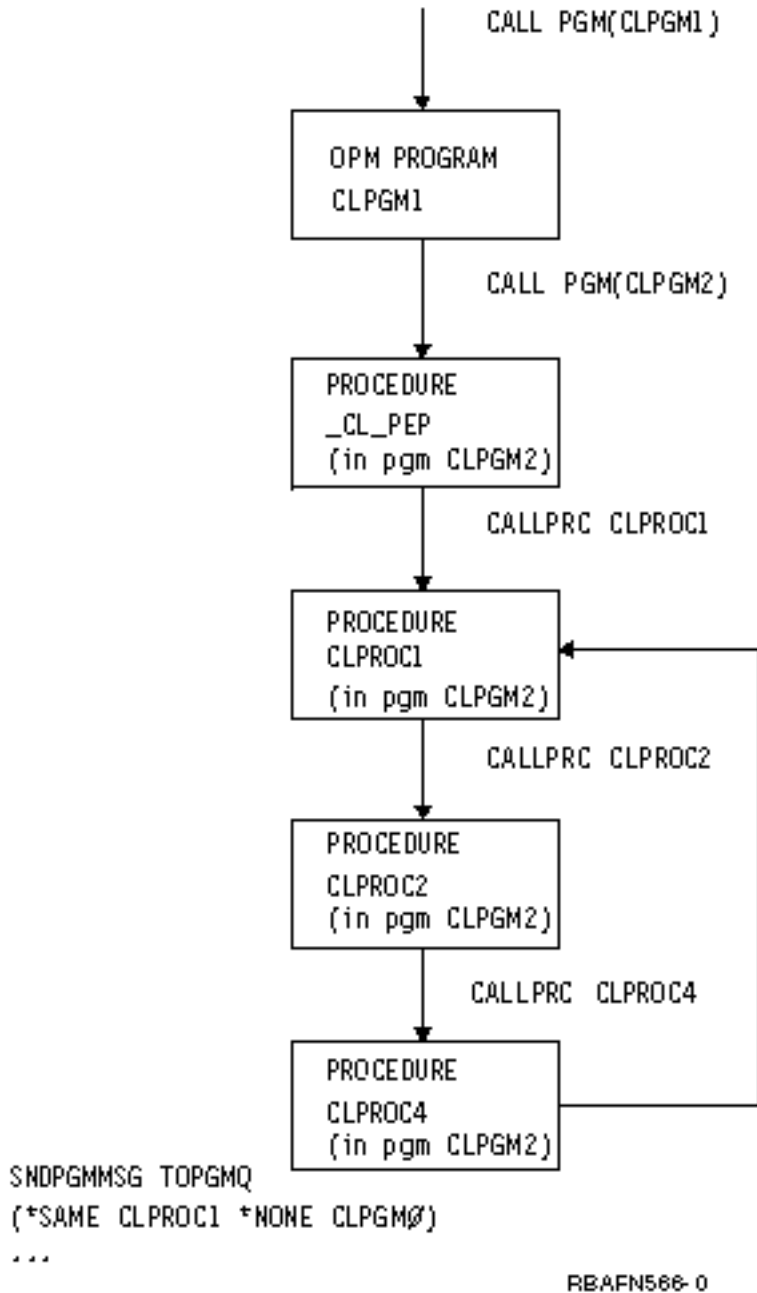 CALL PGM(CLPGM1)
OPM PROGRAM
CLPGM1
CALL PGM(CLPGM2)
PROCEDURE
_CL_PEP
(in pgm CLPGM2)
CALLPRC CLPROC1
PROCEDURE
CLPROC1
(in pgm CLPGM2)
CALLPRC CLPROC2
PROCEDURE
CLPROC2
(in pgm CLPGM2)
CALLPRC CLPROC4
PROCEDURE
CLPROC4
(in pgm CLPGM2)
SNDPGMMSG TOPGMQ
(*SAME CLPROC1 *NONE CLPGMØ)
...
RBAFN566-0